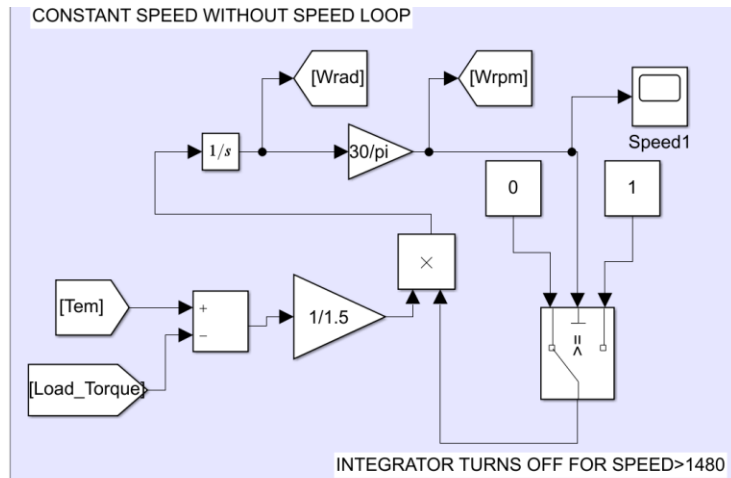 CONSTANT SPEED WITHOUT SPEED LOOP
[Wrad]
[Wrpm]
Speed1
1/s
30/pi
0
1
×
[Tem]
+
−
1/1.5
>=
[Load_Torque]
INTEGRATOR TURNS OFF FOR SPEED>1480